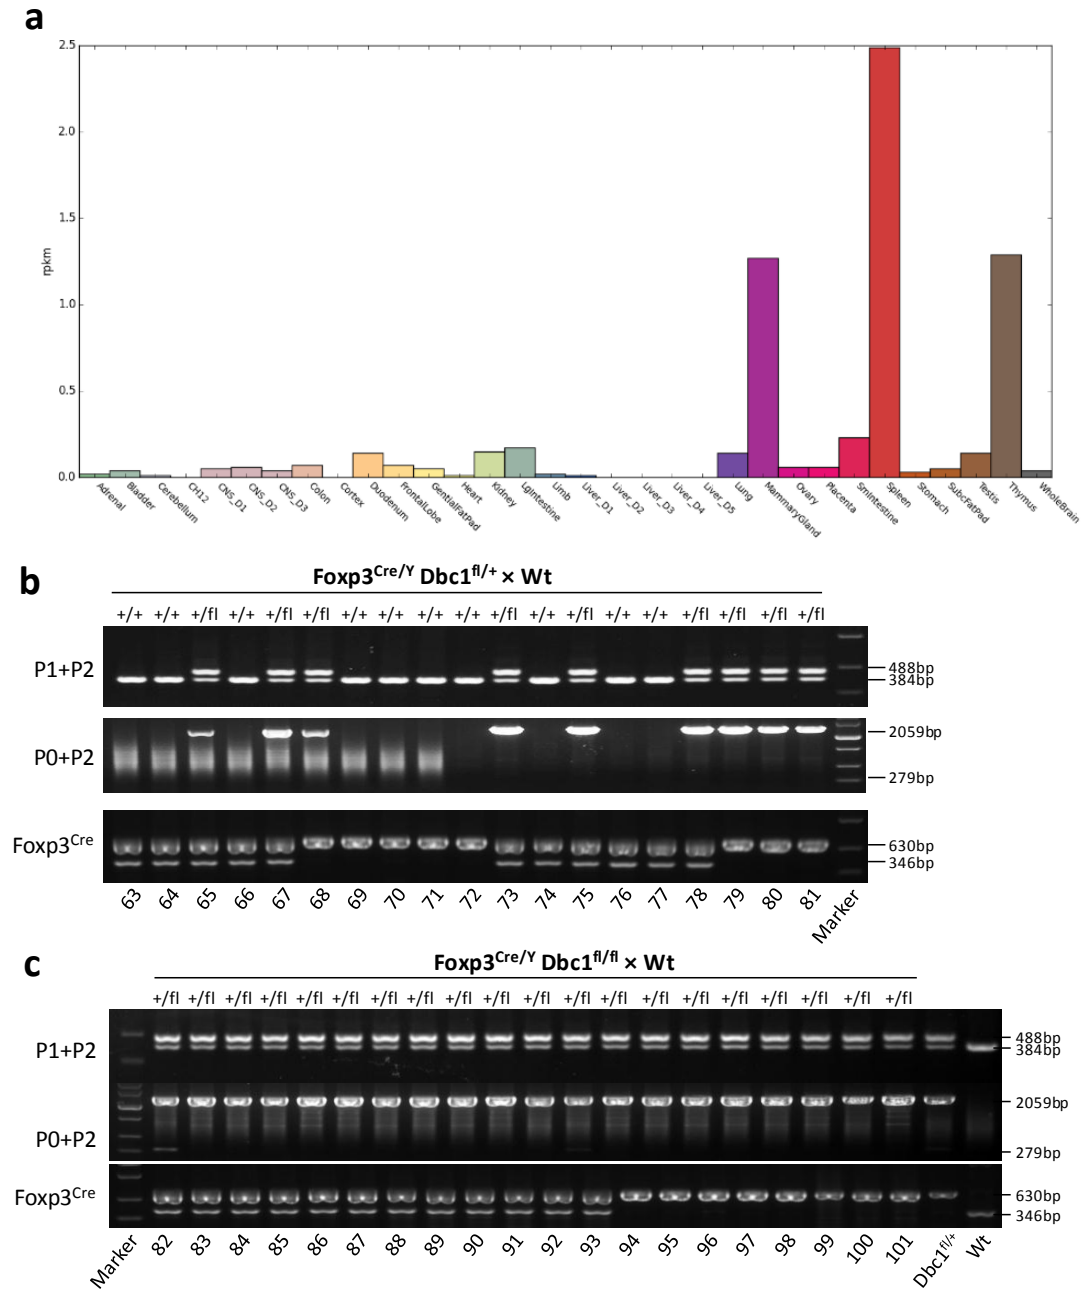 a
2.5
2.0
1.5
1.0
0.5
0.0
rpkm
Adrenal
Bladder
Cerebellum
CH12
CNS_D1
CNS_D2
CNS_D3
Colon
Cortex
Duodenum
FrontalLobe
GentialFatPad
Heart
Kidney
LgIntestine
Limb
Liver_D1
Liver_D2
Liver_D3
Liver_D4
Liver_D5
Lung
MammaryGland
Ovary
Placenta
SmIntestine
Spleen
Stomach
SubcFatPad
Testis
Thymus
WholeBrain
b
Foxp3Cre/Y Dbc1fl/+ × Wt
+/+ +/+ +/fl +/+ +/fl +/fl +/+ +/+ +/+ +/+ +/fl +/+ +/fl +/+ +/+ +/fl +/fl +/fl +/fl
P1+P2
488bp
384bp
P0+P2
2059bp
279bp
Foxp3Cre
630bp
346bp
63 64 65 66 67 68 69 70 71 72 73 74 75 76 77 78 79 80 81 Marker
c
Foxp3Cre/Y Dbc1fl/fl × Wt
+/fl +/fl +/fl +/fl +/fl +/fl +/fl +/fl +/fl +/fl +/fl +/fl +/fl +/fl +/fl +/fl +/fl +/fl +/fl +/fl
P1+P2
488bp
384bp
P0+P2
2059bp
279bp
Foxp3Cre
630bp
346bp
Marker 82 83 84 85 86 87 88 89 90 91 92 93 94 95 96 97 98 99 100 101 Dbc1fl/+ Wt